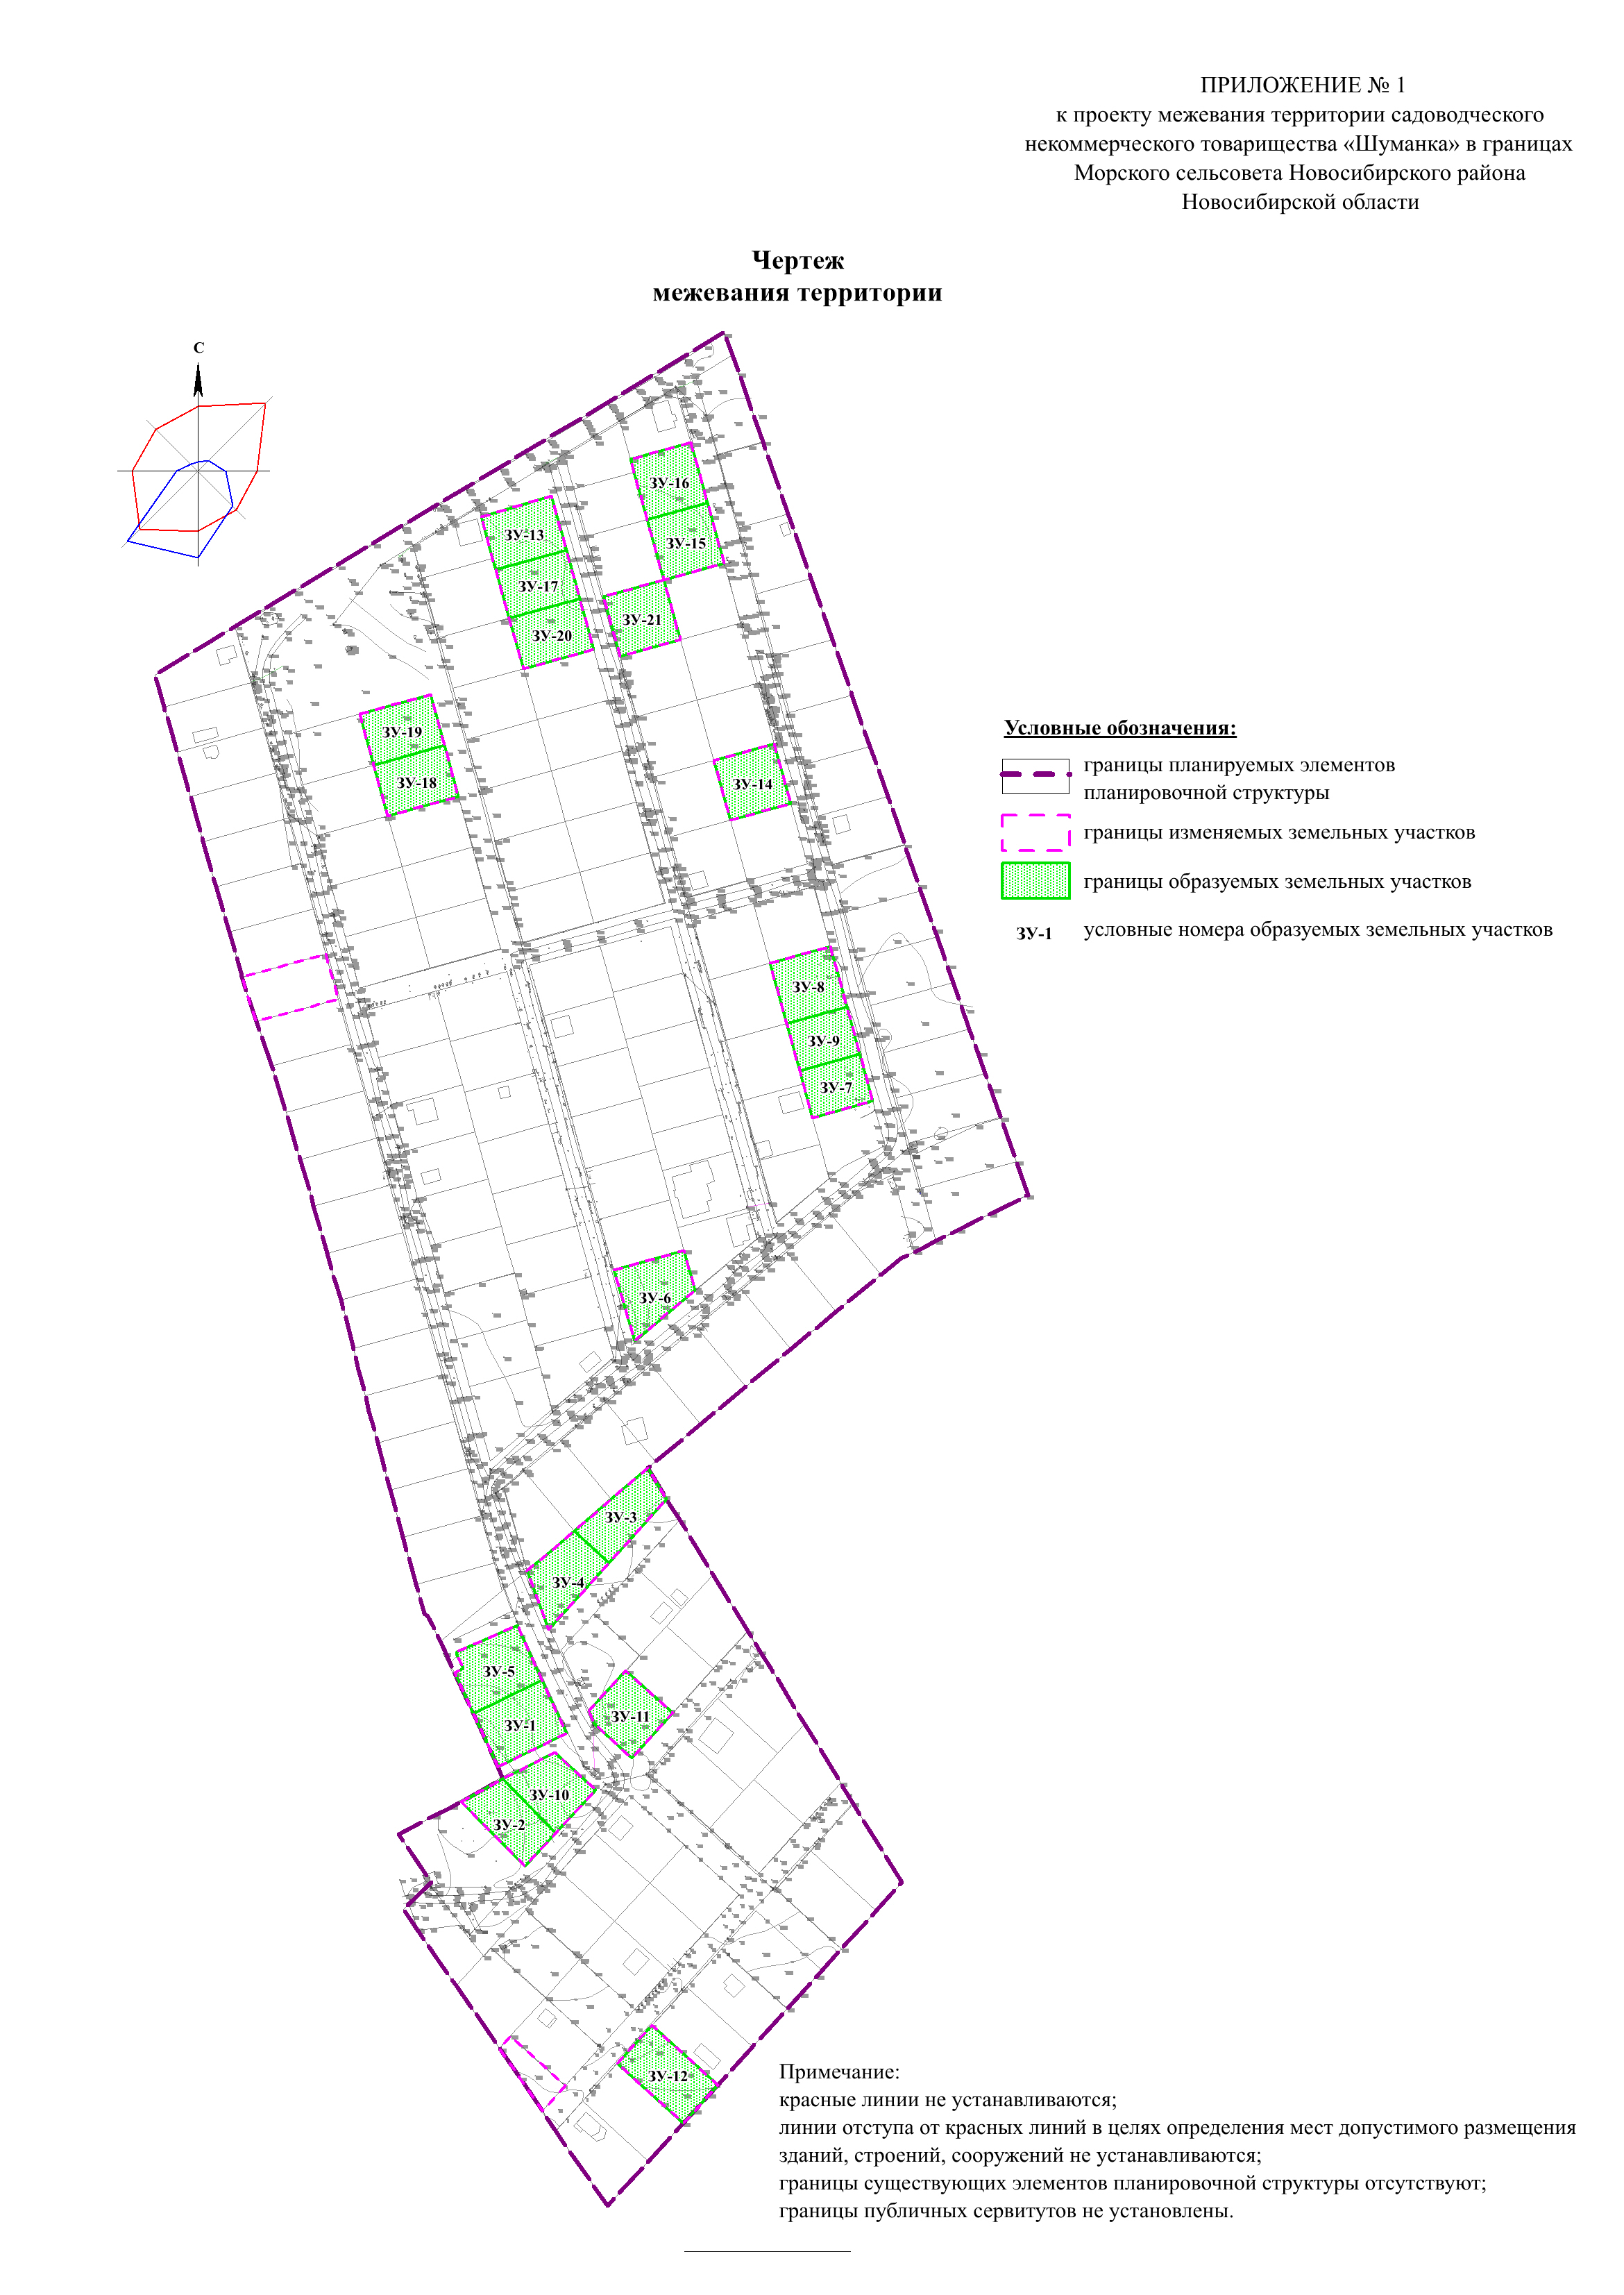 ПРИЛОЖЕНИЕ № 1
к проекту межевания территории садоводческого
некоммерческого товарищества «Шуманка» в границах
Морского сельсовета Новосибирского района
Новосибирской области
Чертеж
межевания территории
С
ЗУ-16
ЗУ-13
ЗУ-15
ЗУ-17
ЗУ-21
ЗУ-20
ЗУ-19
ЗУ-18
ЗУ-14
Условные обозначения:
границы планируемых элементов
планировочной структуры
границы изменяемых земельных участков
границы образуемых земельных участков
ЗУ-1 условные номера образуемых земельных участков
ЗУ-8
ЗУ-9
ЗУ-7
ЗУ-6
ЗУ-3
ЗУ-4
ЗУ-5
ЗУ-11
ЗУ-1
ЗУ-10
ЗУ-2
ЗУ-12
Примечание:
красные линии не устанавливаются;
линии отступа от красных линий в целях определения мест допустимого размещения
зданий, строений, сооружений не устанавливаются;
границы существующих элементов планировочной структуры отсутствуют;
границы публичных сервитутов не установлены.